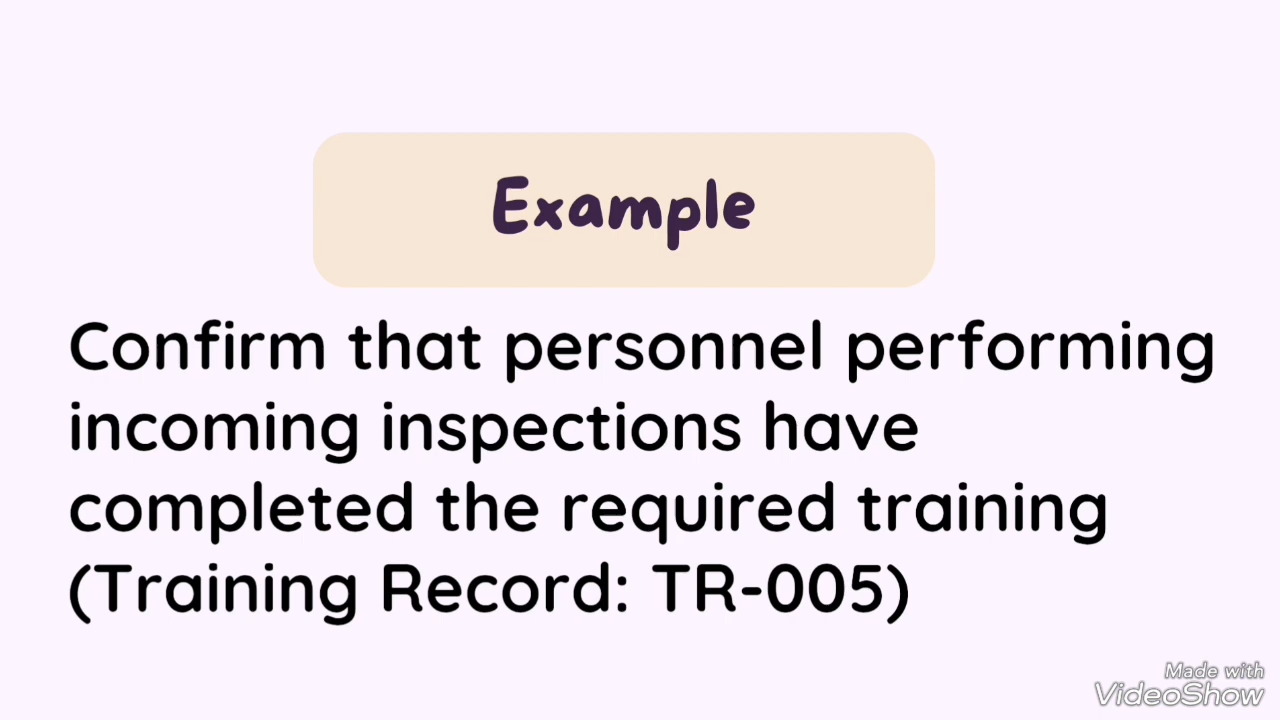 Example
Confirm that personnel performing
incoming inspections have
completed the required training
(Training Record: TR-005)
Made with
VideoShow